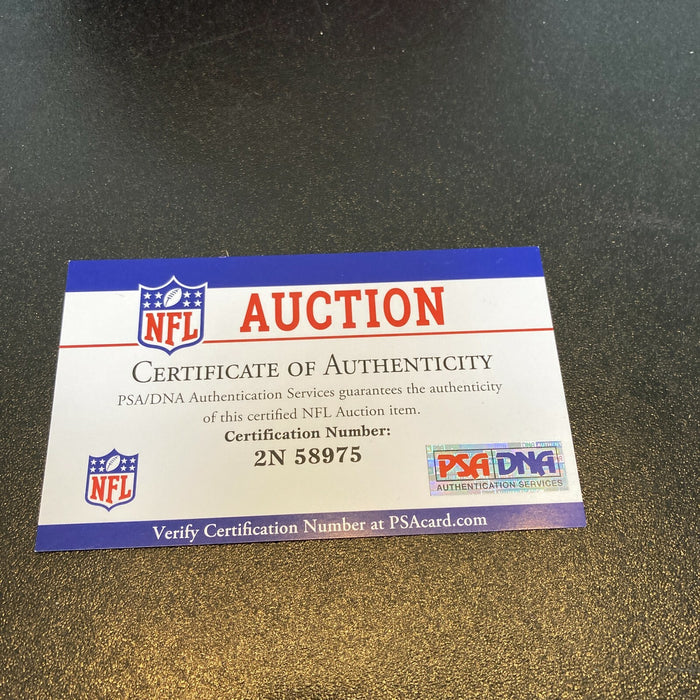 NFL AUCTION
CERTIFICATE OF AUTHENTICITY
PSA/DNA Authentication Services guarantees the authenticity
of this certified NFL Auction item.
Certification Number:
2N 58975
NFL
PSA DNA
AUTHENTICATION SERVICES
Verify Certification Number at PSAcard.com